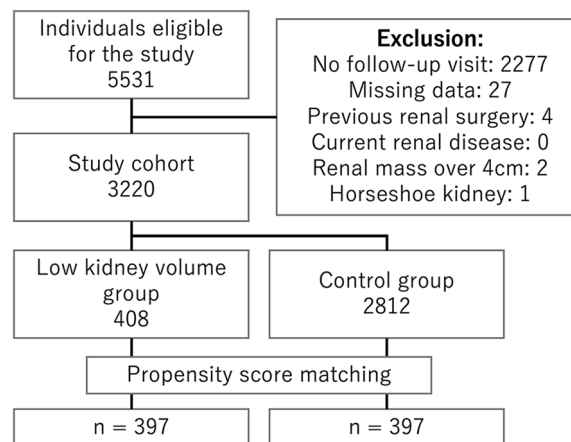 Individuals eligible
for the study
5531
Exclusion:
No follow-up visit: 2277
Missing data: 27
Previous renal surgery: 4
Current renal disease: 0
Renal mass over 4cm: 2
Horseshoe kidney: 1
Study cohort
3220
Low kidney volume
group
408
Control group
2812
Propensity score matching
n = 397
n = 397